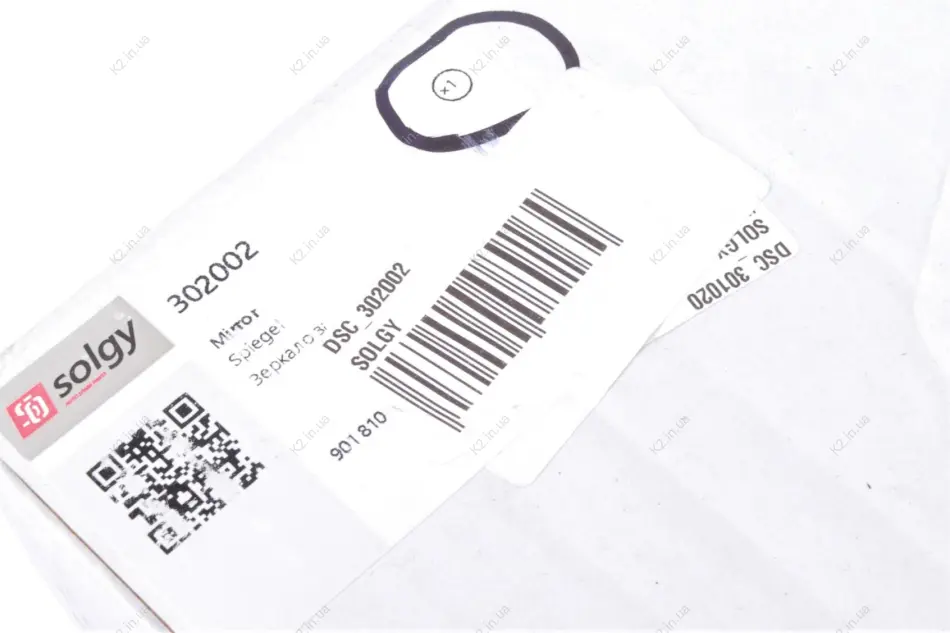 x1
302002
Mirror
Spiegel
Зеркало
DSC_302002
SOLGY
901 810
solgy
DSC_301020
SOLGY
K2.in.ua